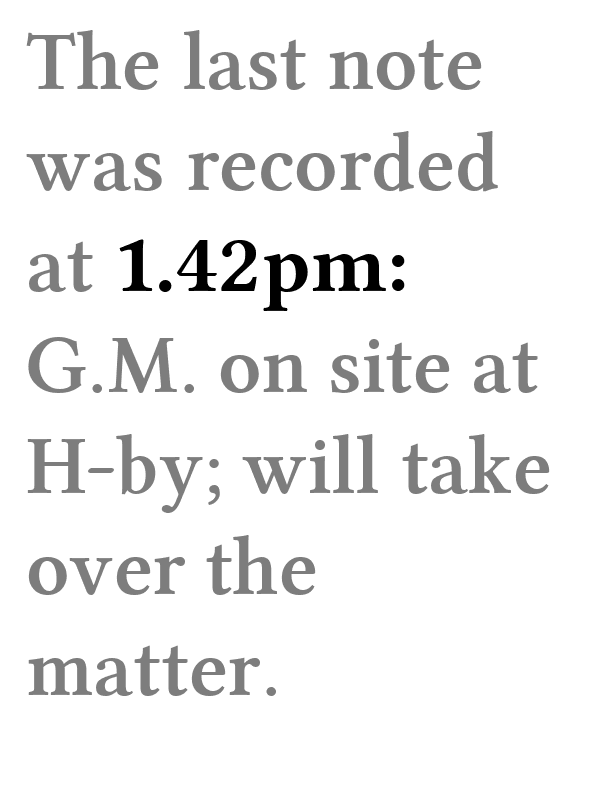 The last note
was recorded
at 1.42pm:
G.M. on site at
H-by; will take
over the
matter.